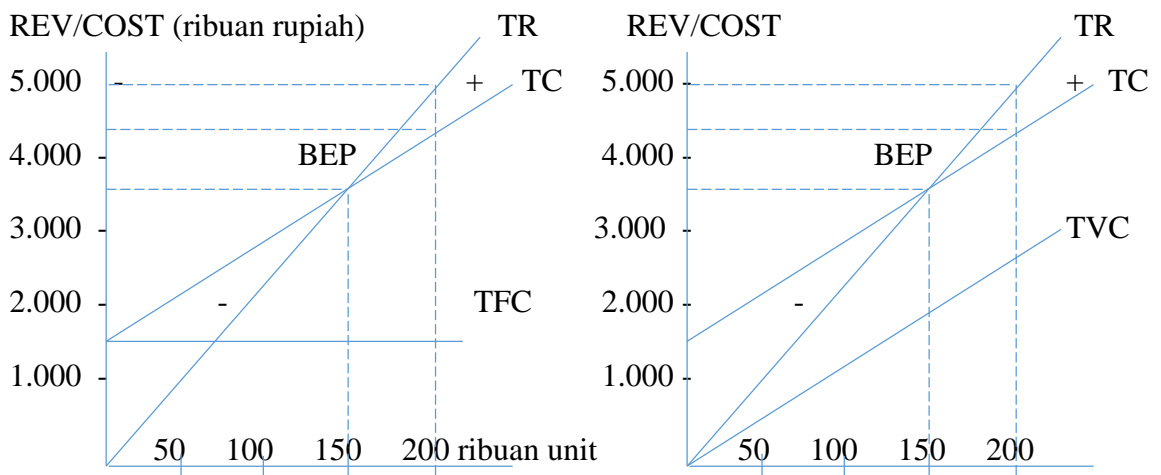 REV/COST (ribuan rupiah) TR
5.000 - + TC
4.000 - BEP
3.000 -
2.000 - - TFC
1.000 -
50 100 150 200 ribuan unit
REV/COST TR
5.000 - + TC
4.000 - BEP
3.000 - TVC
2.000 - -
1.000 -
50 100 150 200